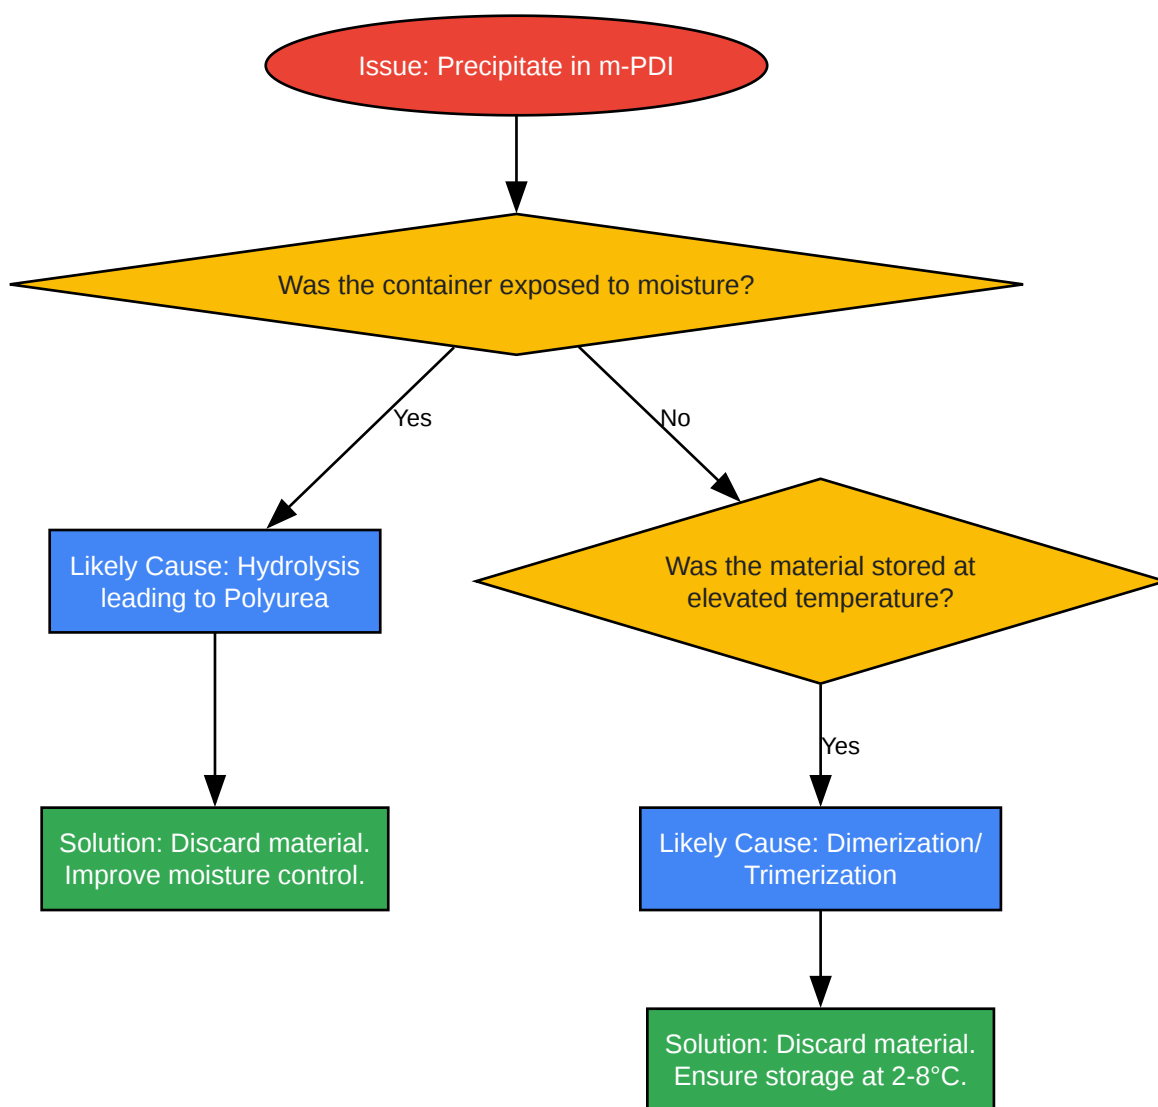 Issue: Precipitate in m-PDI
Was the container exposed to moisture?
Yes
No
Likely Cause: Hydrolysis
leading to Polyurea
Was the material stored at
elevated temperature?
Yes
Solution: Discard material.
Improve moisture control.
Likely Cause: Dimerization/
Trimerization
Solution: Discard material.
Ensure storage at 2-8°C.